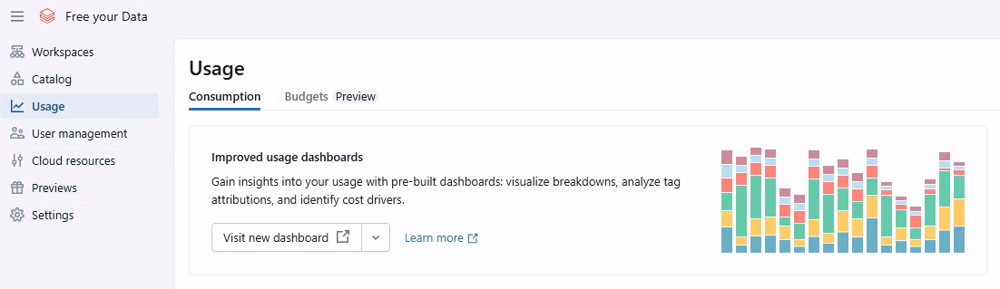 Free your Data
Workspaces
Catalog
Usage
User management
Cloud resources
Previews
Settings
Usage
Consumption Budgets Preview
Improved usage dashboards
Gain insights into your usage with pre-built dashboards: visualize breakdowns, analyze tag
attributions, and identify cost drivers.
Visit new dashboard Learn more